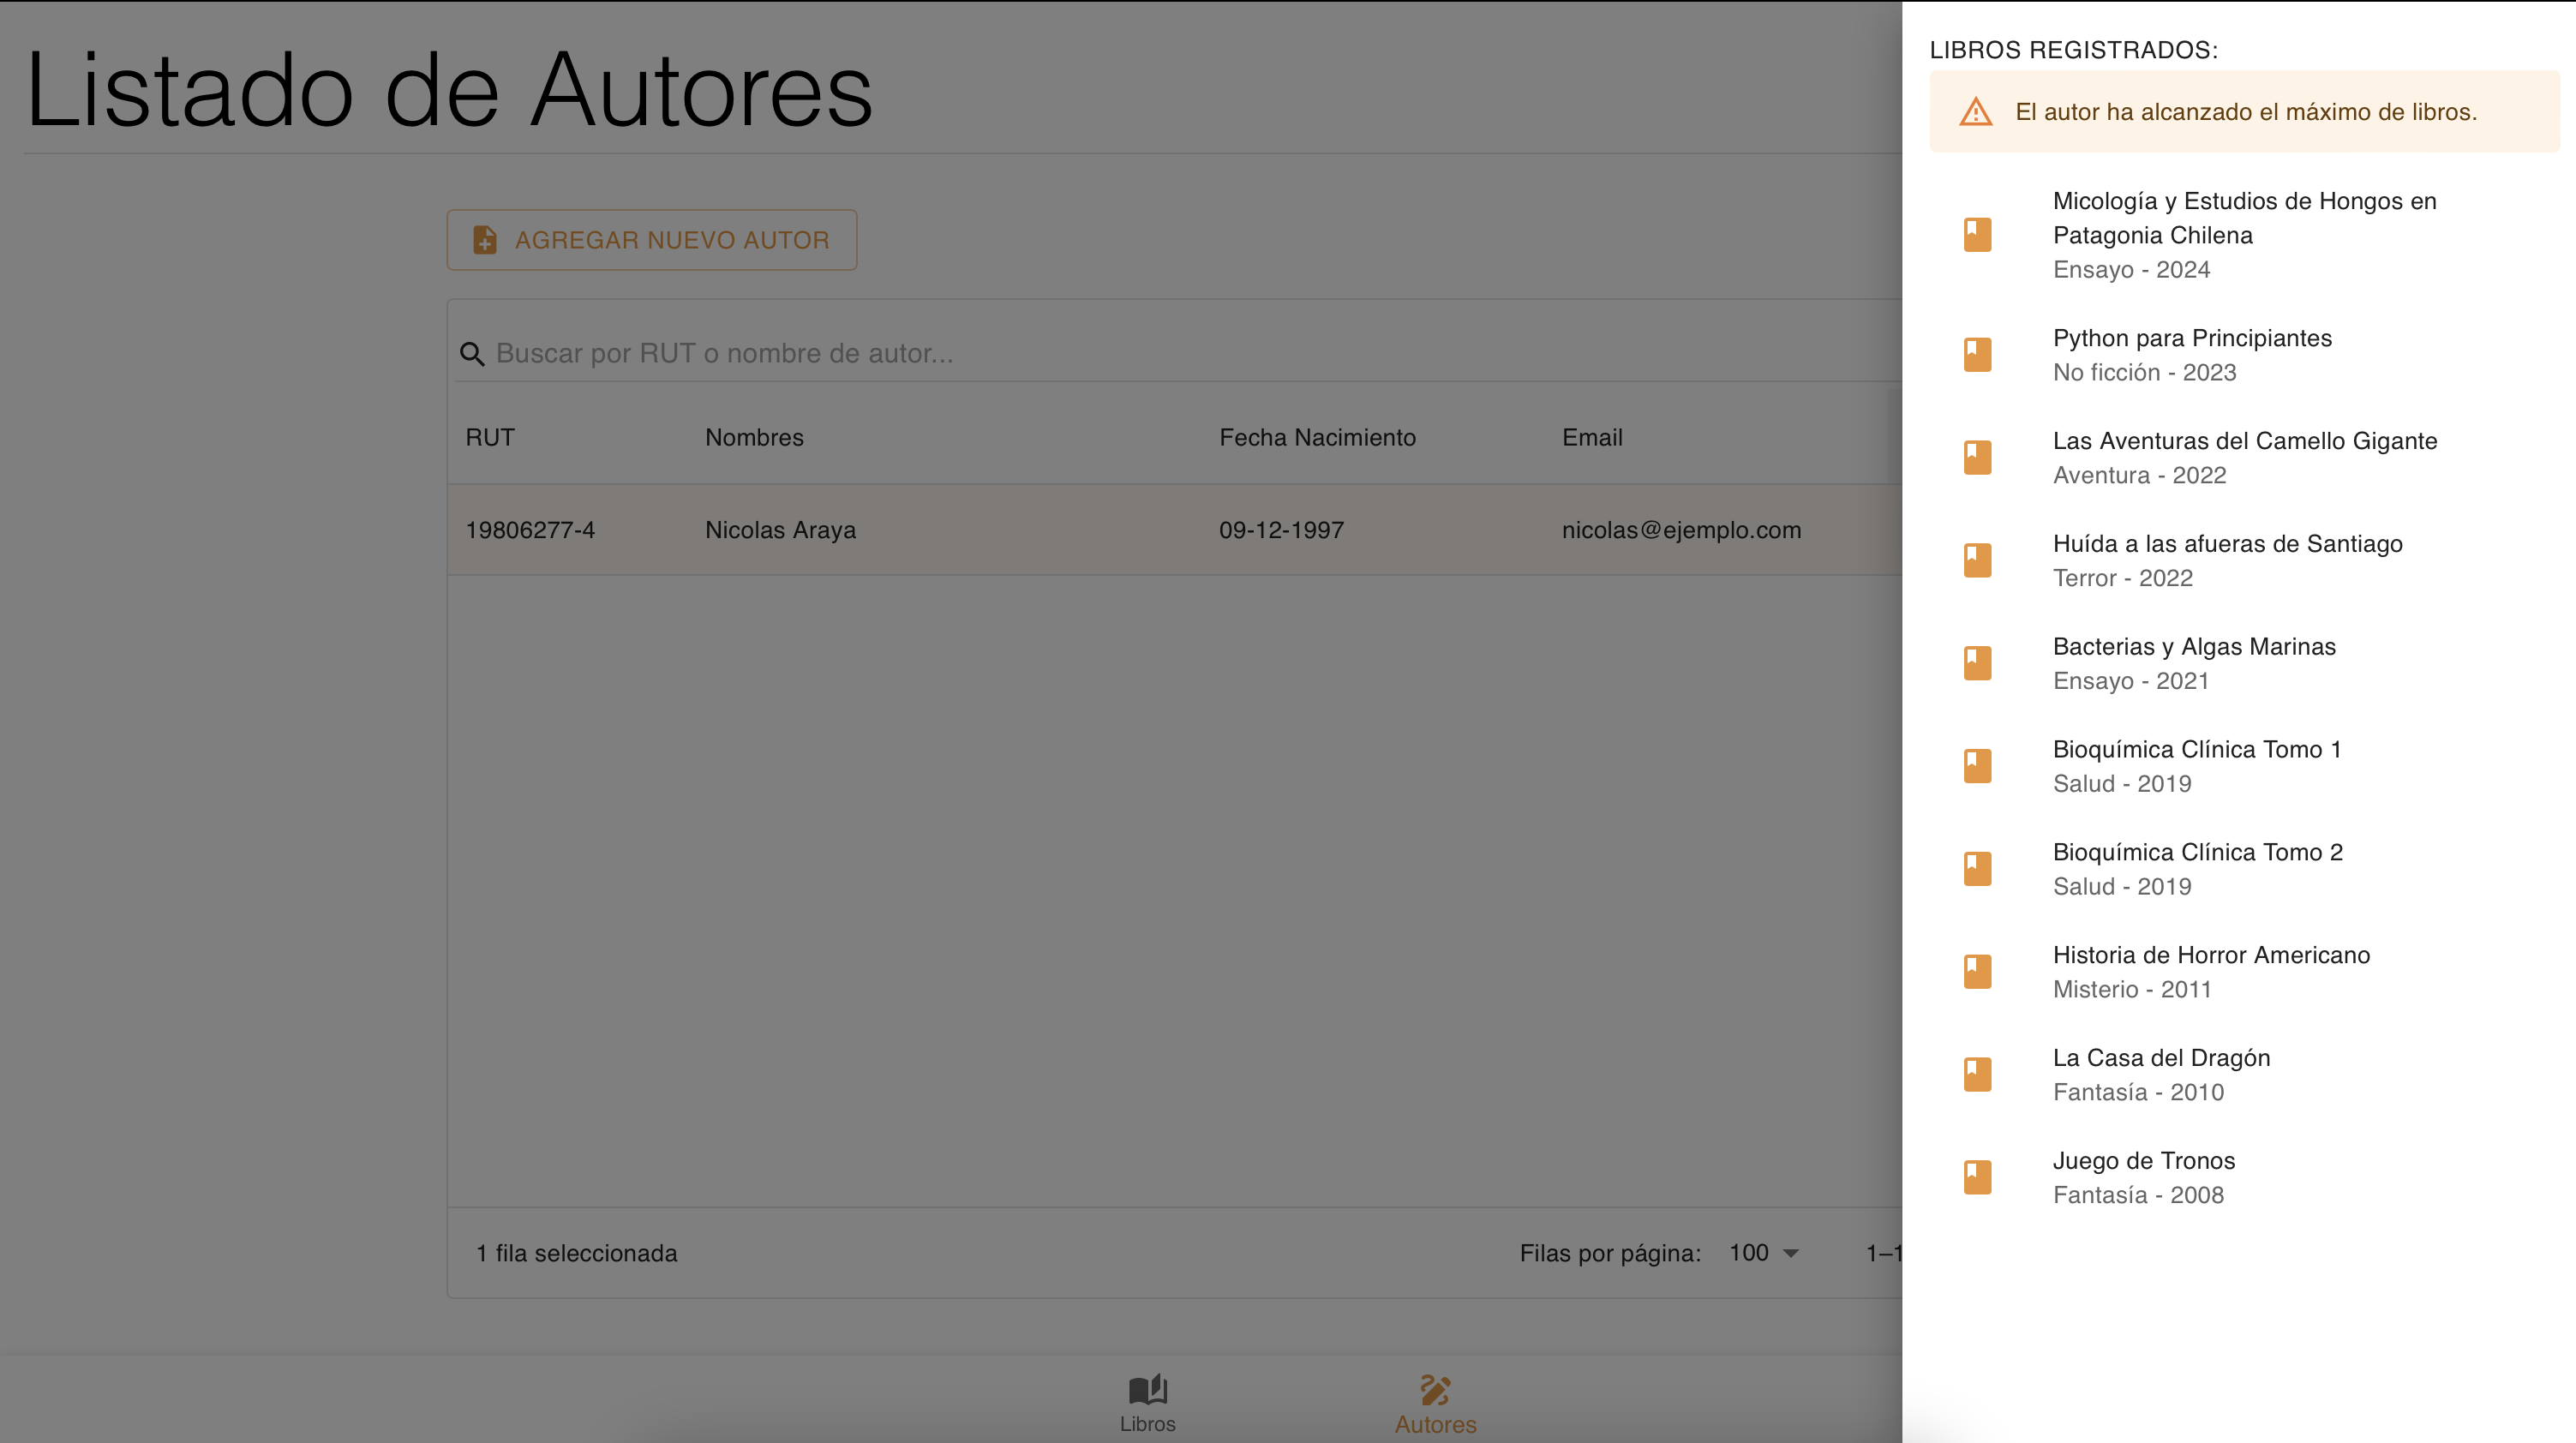 Listado de Autores
AGREGAR NUEVO AUTOR
Buscar por RUT o nombre de autor...
RUT Nombres Fecha Nacimiento Email
19806277-4 Nicolas Araya 09-12-1997 nicolas@ejemplo.com
1 fila seleccionada Filas por página: 100 1–1
Libros Autores
LIBROS REGISTRADOS:
El autor ha alcanzado el máximo de libros.
Micología y Estudios de Hongos en
Patagonia Chilena
Ensayo - 2024
Python para Principiantes
No ficción - 2023
Las Aventuras del Camello Gigante
Aventura - 2022
Huída a las afueras de Santiago
Terror - 2022
Bacterias y Algas Marinas
Ensayo - 2021
Bioquímica Clínica Tomo 1
Salud - 2019
Bioquímica Clínica Tomo 2
Salud - 2019
Historia de Horror Americano
Misterio - 2011
La Casa del Dragón
Fantasía - 2010
Juego de Tronos
Fantasía - 2008